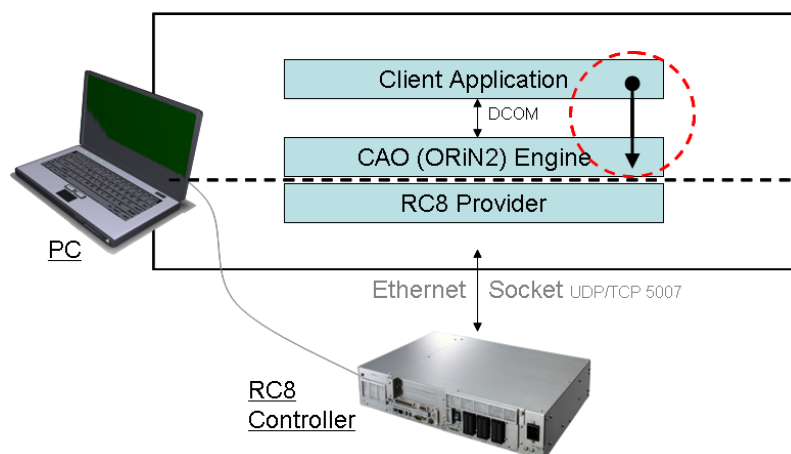 Client Application
DCOM
CAO (ORiN2) Engine
RC8 Provider
PC
Ethernet Socket UDP/TCP 5007
RC8
Controller